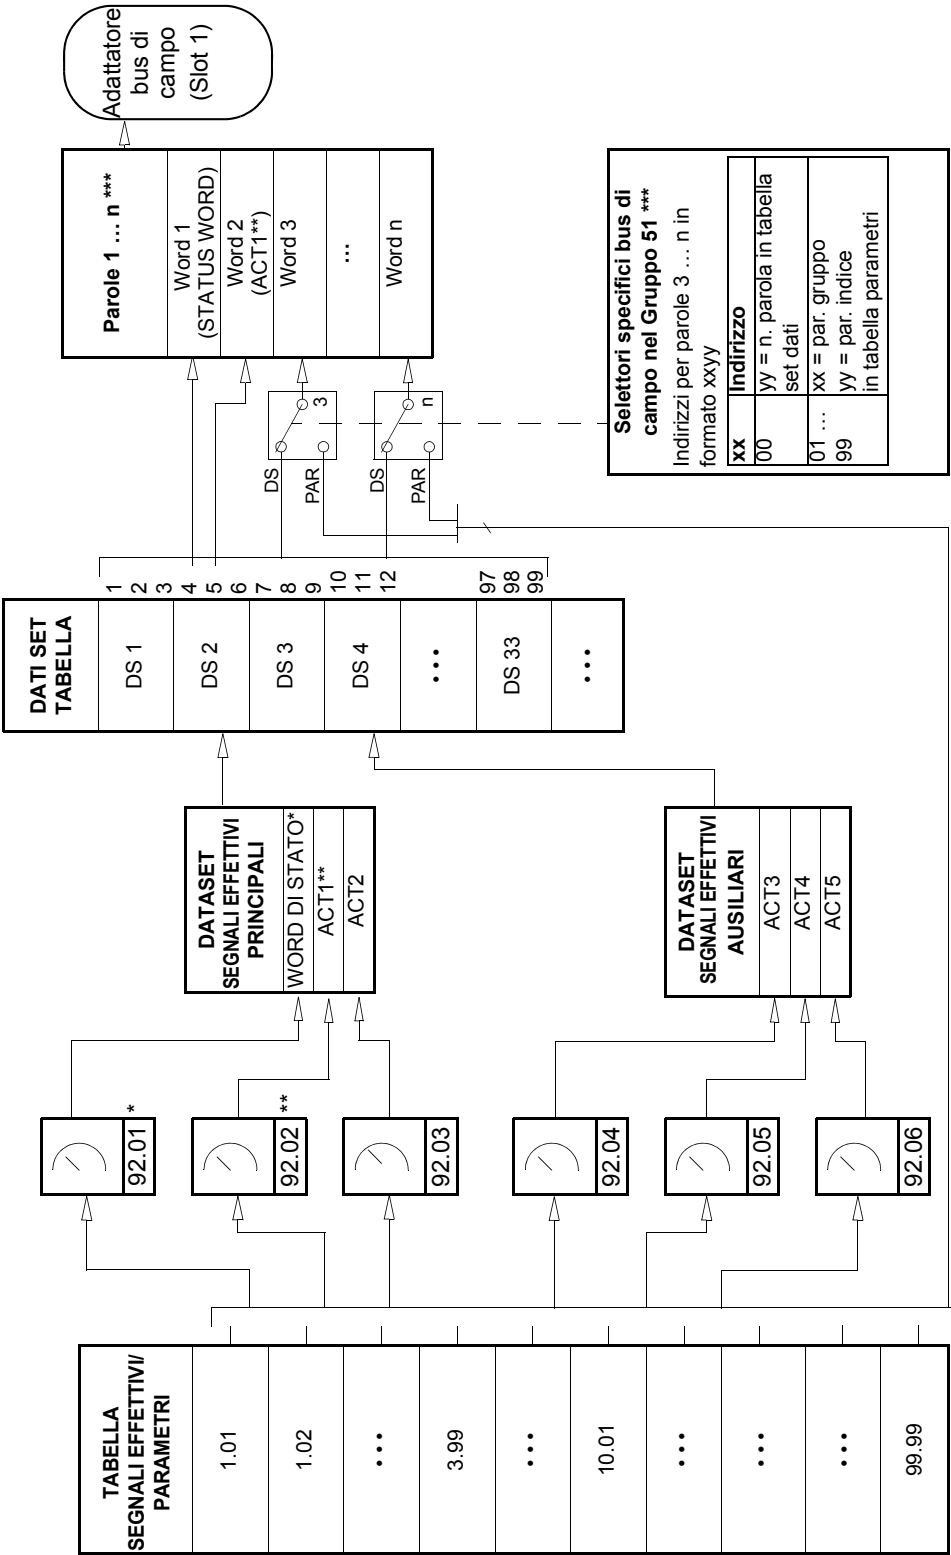 TABELLA
SEGNALI EFFETTIVI/
PARAMETRI
1.01
1.02
...
3.99
...
10.01
...
...
...
99.99
92.01
*
92.02
**
92.03
92.04
92.05
92.06
DATASET
SEGNALI EFFETTIVI
PRINCIPALI
WORD DI STATO*
ACT1**
ACT2
DATASET
SEGNALI EFFETTIVI
AUSILIARI
ACT3
ACT4
ACT5
DATI SET
TABELLA
DS 1
DS 2
DS 3
DS 4
...
DS 33
...
1
2
3
4
5
6
7
8
9
10
11
12
97
98
99
DS
PAR
3
DS
PAR
n
Parole 1 ... n ***
Word 1
(STATUS WORD)
Word 2
(ACT1**)
Word 3
...
Word n
Adattatore
bus di
campo
(Slot 1)
Selettori specifici bus di
campo nel Gruppo 51 ***
Indirizzi per parole 3 ... n in
formato xxyy
xx Indirizzo
00 yy = n. parola in tabella
set dati
01 ... xx = par. gruppo
99 yy = par. indice
in tabella parametri